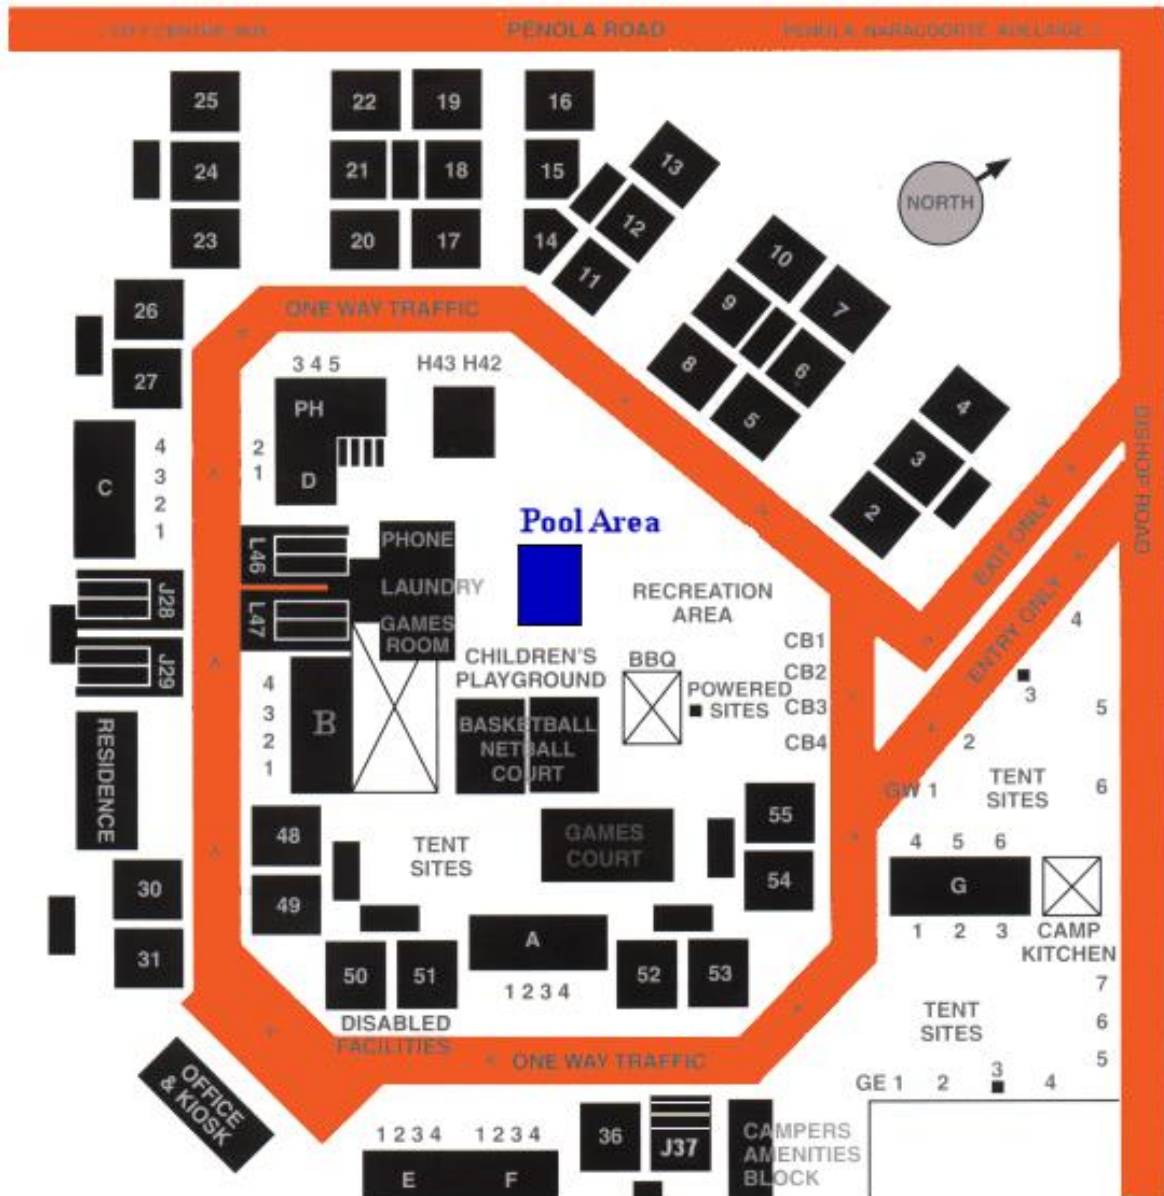 PENOLA ROAD
PENOLA NARACOORTE ADELAIDE
25
22
19
16
24
21
18
15
13
23
20
17
14
12
11
NORTH
10
9
7
8
6
5
4
3
2
26
27
ONE WAY TRAFFIC
3 4 5
H43 H42
PH
2
1
D
C
4
3
2
1
BISHOP ROAD
EXIT ONLY
ENTRY ONLY
Pool Area
L46
PHONE
LAUNDRY
L47
GAMES
ROOM
J28
J29
RECREATION
AREA
CHILDREN'S
PLAYGROUND
BBQ
POWERED
SITES
CB1
CB2
CB3
CB4
BASKETBALL
NETBALL
COURT
4
3
2
1
B
RESIDENCE
4
3
5
2
GW 1
6
TENT
SITES
48
49
TENT
SITES
GAMES
COURT
55
54
4 5 6
G
1 2 3
CAMP
KITCHEN
30
31
50
51
A
1 2 3 4
52
53
DISABLED
FACILITIES
7
6
5
TENT
SITES
GE 1 2 3 4
ONE WAY TRAFFIC
OFFICE
& KIOSK
1 2 3 4
1 2 3 4
E
F
36
J37
CAMPERS
AMENITIES
BLOCK